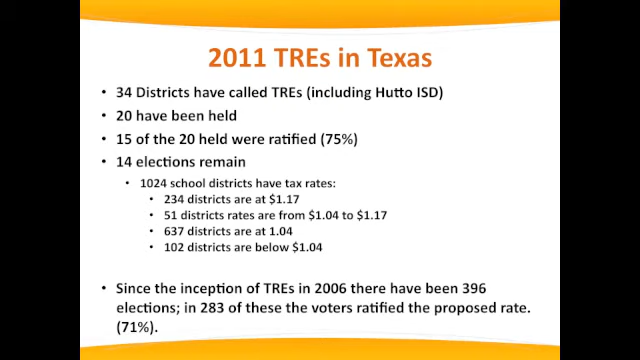 2011 TREs in Texas
• 34 Districts have called TREs (including Hutto ISD)
• 20 have been held
• 15 of the 20 held were ratified (75%)
• 14 elections remain
• 1024 school districts have tax rates:
• 234 districts are at $1.17
• 51 districts rates are from $1.04 to $1.17
• 637 districts are at 1.04
• 102 districts are below $1.04
• Since the inception of TREs in 2006 there have been 396
elections; in 283 of these the voters ratified the proposed rate.
(71%).